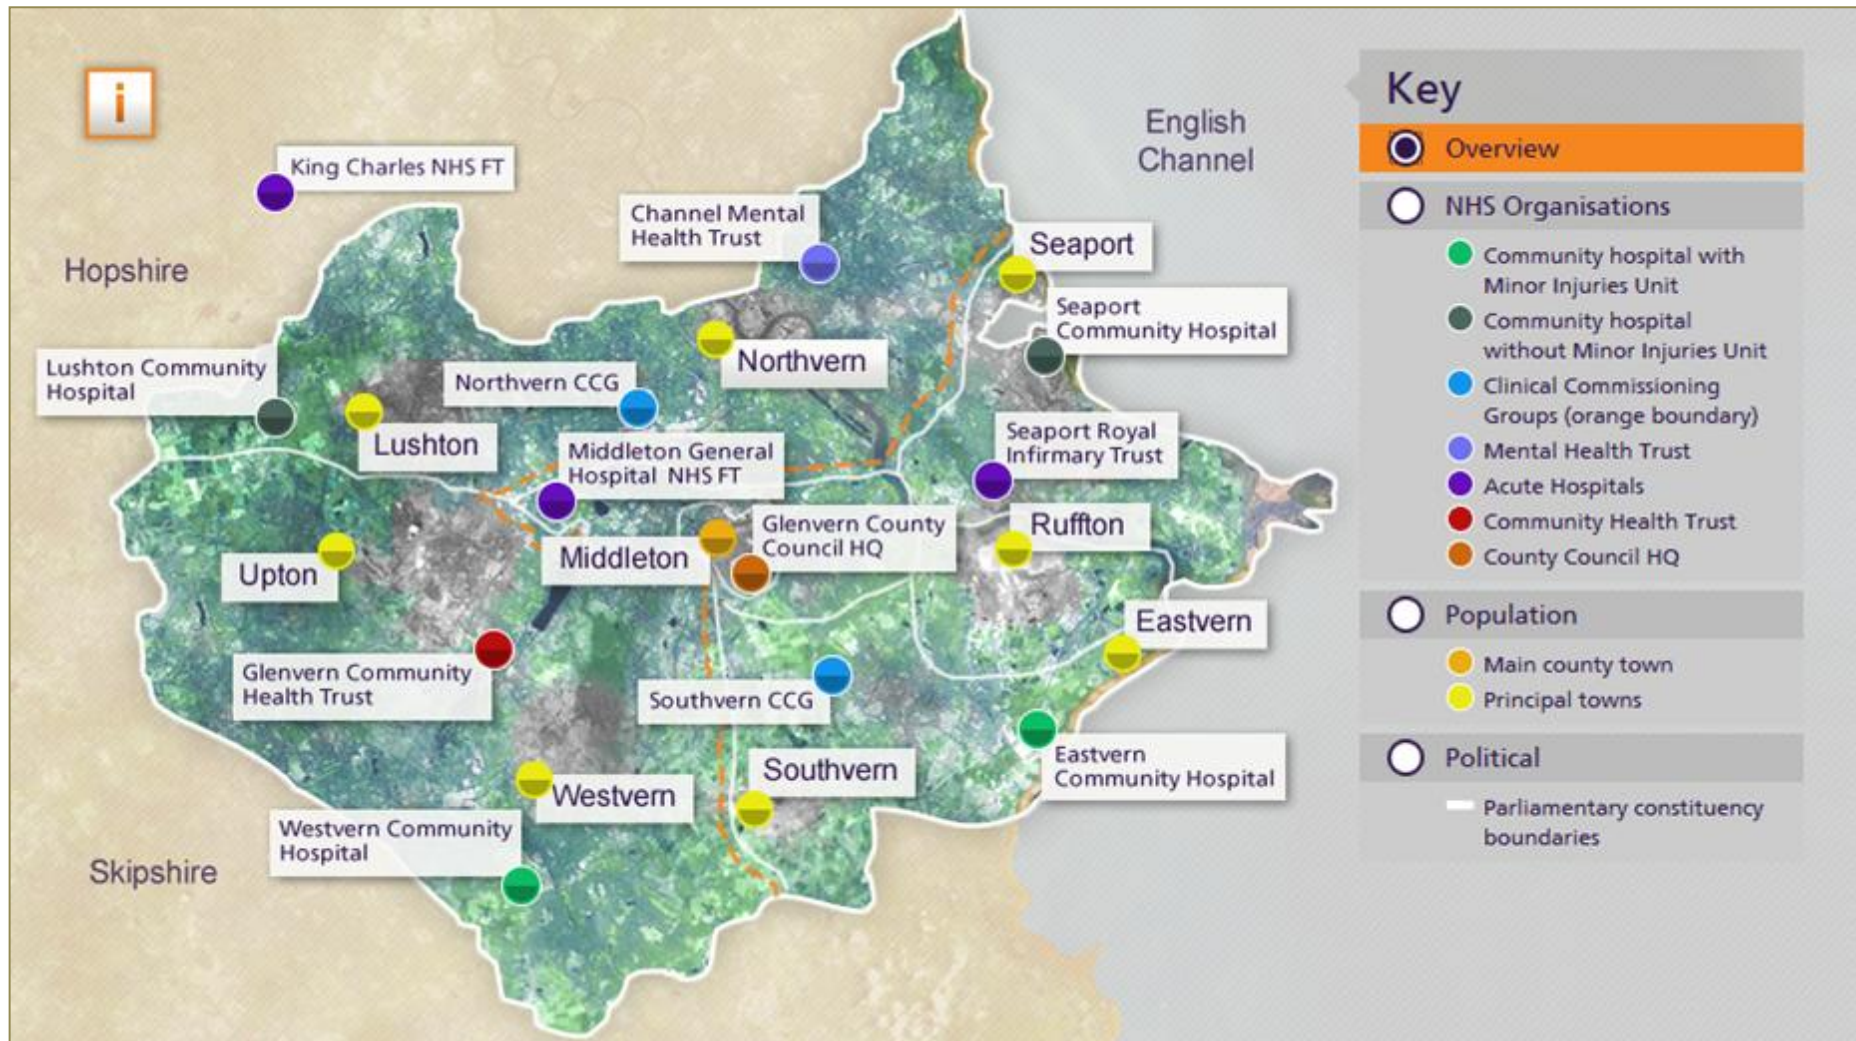 i
King Charles NHS FT
Hopshire
Channel Mental
Health Trust
English
Channel
Seaport
Seaport
Community Hospital
Lushton Community
Hospital
Northvern CCG
Northvern
Lushton
Middleton General
Hospital NHS FT
Seaport Royal
Infirmary Trust
Upton
Middleton
Glenvern County
Council HQ
Ruffton
Eastvern
Glenvern Community
Health Trust
Southvern CCG
Eastvern
Community Hospital
Southvern
Westvern
Westvern Community
Hospital
Skipshire
Key
Overview
NHS Organisations
Community hospital with
Minor Injuries Unit
Community hospital
without Minor Injuries Unit
Clinical Commissioning
Groups (orange boundary)
Mental Health Trust
Acute Hospitals
Community Health Trust
County Council HQ
Population
Main county town
Principal towns
Political
Parliamentary constituency
boundaries